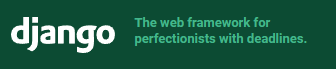 django
The web framework for
perfectionists with deadlines.